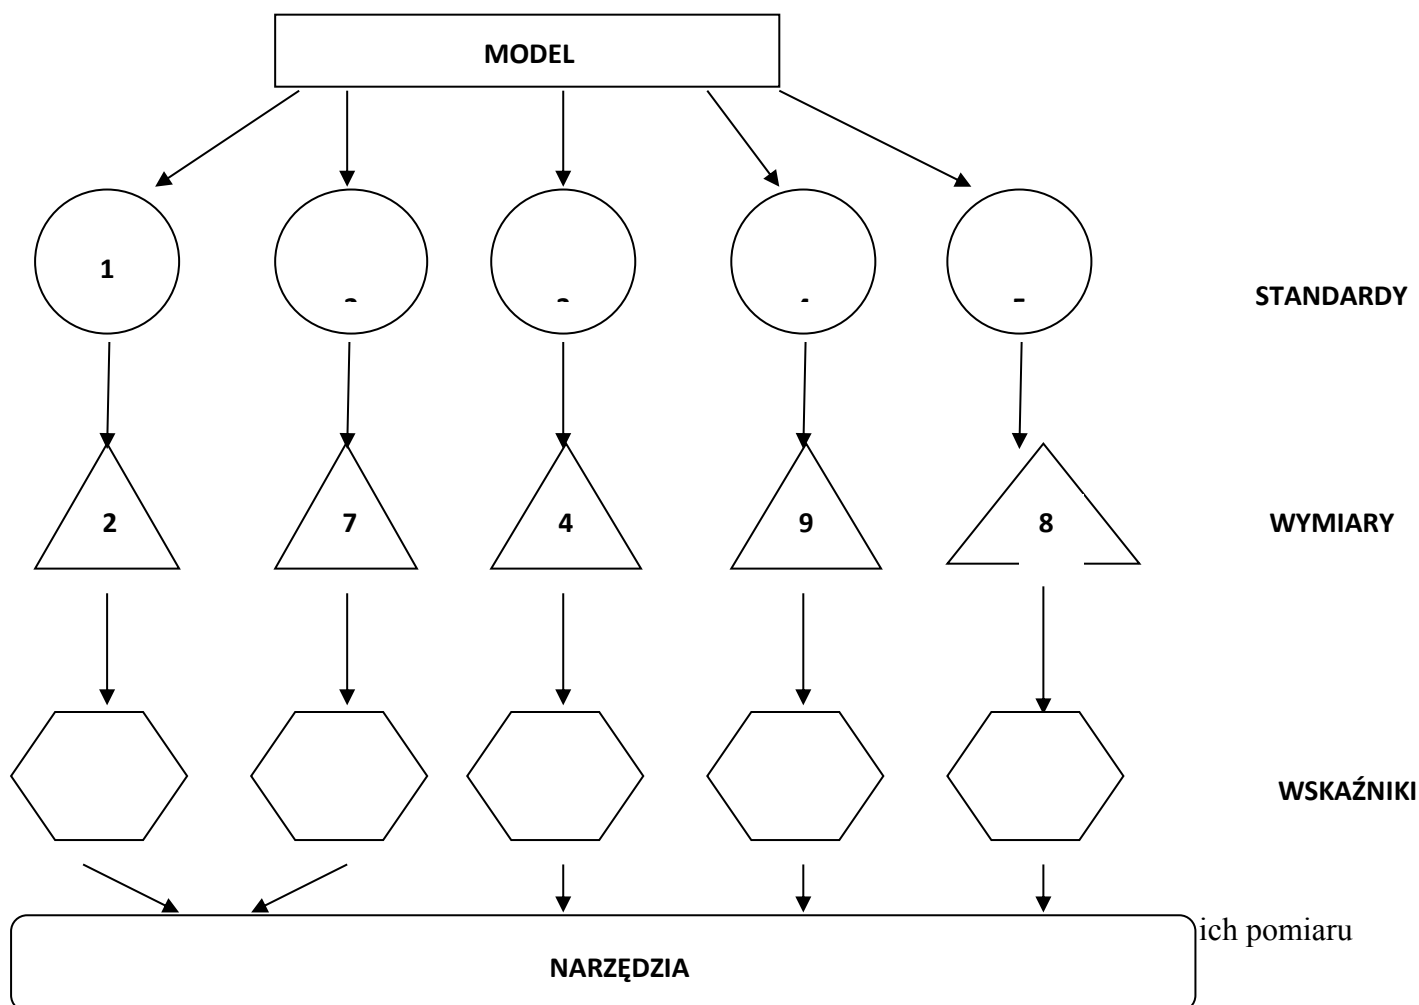 MODEL
1
STANDARDY
2 7 4 9 8 WYMIARY
WSKAŹNIKI
ich pomiaru
NARZĘDZIA